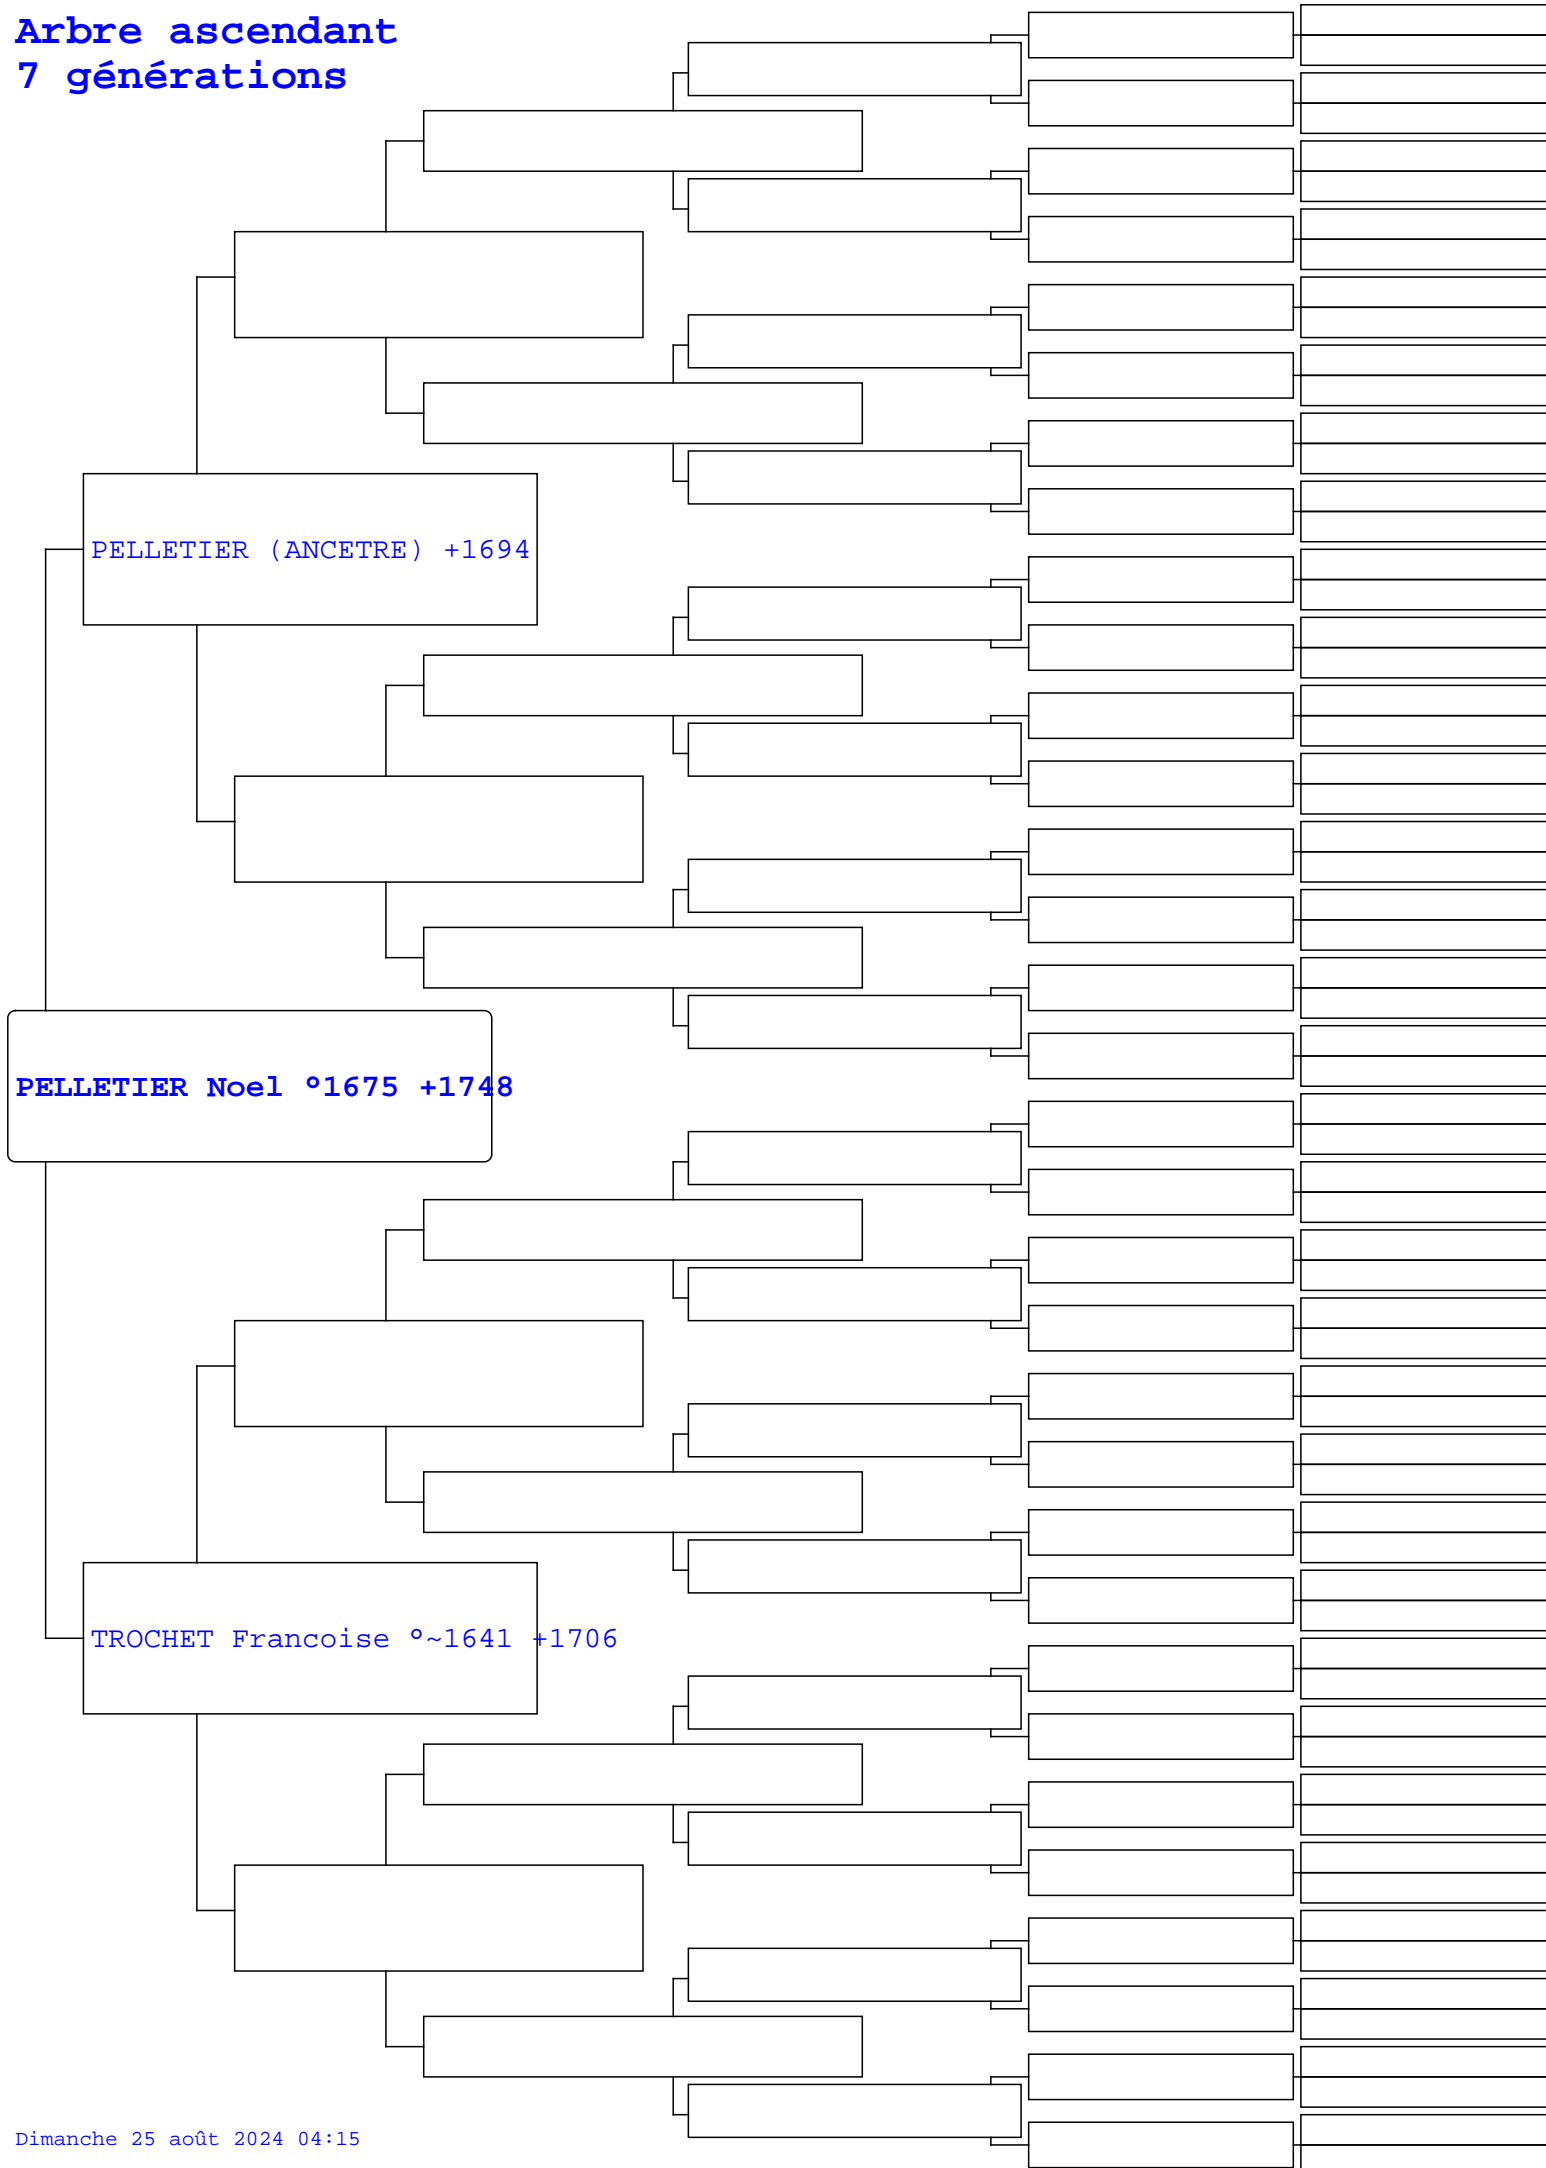 Arbre ascendant
7 générations
PELLETIER (ANCETRE) +1694
PELLETIER Noel °1675 +1748
TROCHET Francoise °~1641 +1706
Dimanche 25 août 2024 04:15